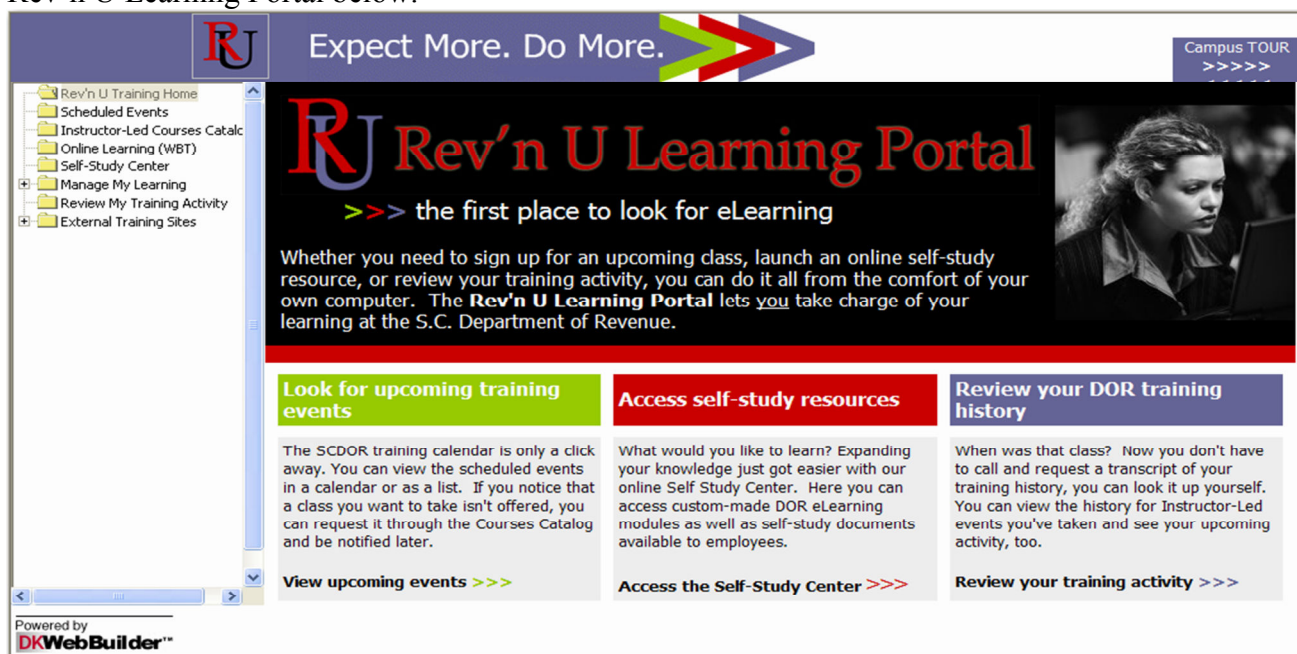 Rev'n U Learning Portal below.
RU
Expect More. Do More.
Campus TOUR
>>>>>
Rev'n U Training Home
Scheduled Events
Instructor-Led Courses Catalc
Online Learning (WBT)
Self-Study Center
Manage My Learning
Review My Training Activity
External Training Sites
RU Rev'n U Learning Portal
>>> the first place to look for eLearning
Whether you need to sign up for an upcoming class, launch an online self-study
resource, or review your training activity, you can do it all from the comfort of your
own computer. The Rev'n U Learning Portal lets you take charge of your
learning at the S.C. Department of Revenue.
Look for upcoming training
events
The SCDOR training calendar is only a click
away. You can view the scheduled events
in a calendar or as a list. If you notice that
a class you want to take isn't offered, you
can request it through the Courses Catalog
and be notified later.
View upcoming events >>>
Access self-study resources
What would you like to learn? Expanding
your knowledge just got easier with our
online Self Study Center. Here you can
access custom-made DOR eLearning
modules as well as self-study documents
available to employees.
Access the Self-Study Center >>>
Review your DOR training
history
When was that class? Now you don't have
to call and request a transcript of your
training history, you can look it up yourself.
You can view the history for Instructor-Led
events you've taken and see your upcoming
activity, too.
Review your training activity >>>
Powered by
DKWebBuilder™